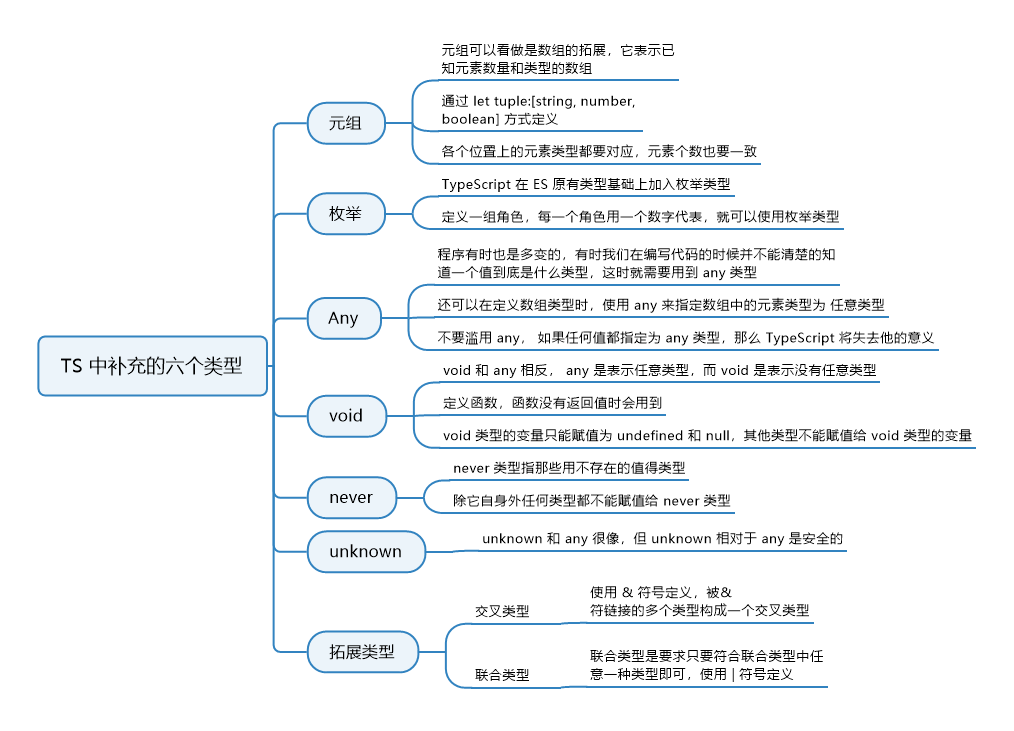 TS 中补充的六个类型
元组
元组可以看做是数组的拓展，它表示已
知元素数量和类型的数组
通过 let tuple:[string, number,
boolean] 方式定义
各个位置上的元素类型都要对应，元素个数也要一致
枚举
TypeScript 在 ES 原有类型基础上加入枚举类型
定义一组角色，每一个角色用一个数字代表，就可以使用枚举类型
Any
程序有时也是多变的，有时我们在编写代码的时候并不能清楚的知
道一个值到底是什么类型，这时就需要用到 any 类型
还可以在定义数组类型时，使用 any 来指定数组中的元素类型为 任意类型
不要滥用 any， 如果任何值都指定为 any 类型，那么 TypeScript 将失去他的意义
void
void 和 any 相反， any 是表示任意类型，而 void 是表示没有任意类型
定义函数，函数没有返回值时会用到
void 类型的变量只能赋值为 undefined 和 null，其他类型不能赋值给 void 类型的变量
never
never 类型指那些用不存在的值得类型
除它自身外任何类型都不能赋值给 never 类型
unknown
unknown 和 any 很像，但 unknown 相对于 any 是安全的
拓展类型
交叉类型
使用 & 符号定义，被&
符链接的多个类型构成一个交叉类型
联合类型
联合类型是要求只要符合联合类型中任
意一种类型即可，使用 | 符号定义